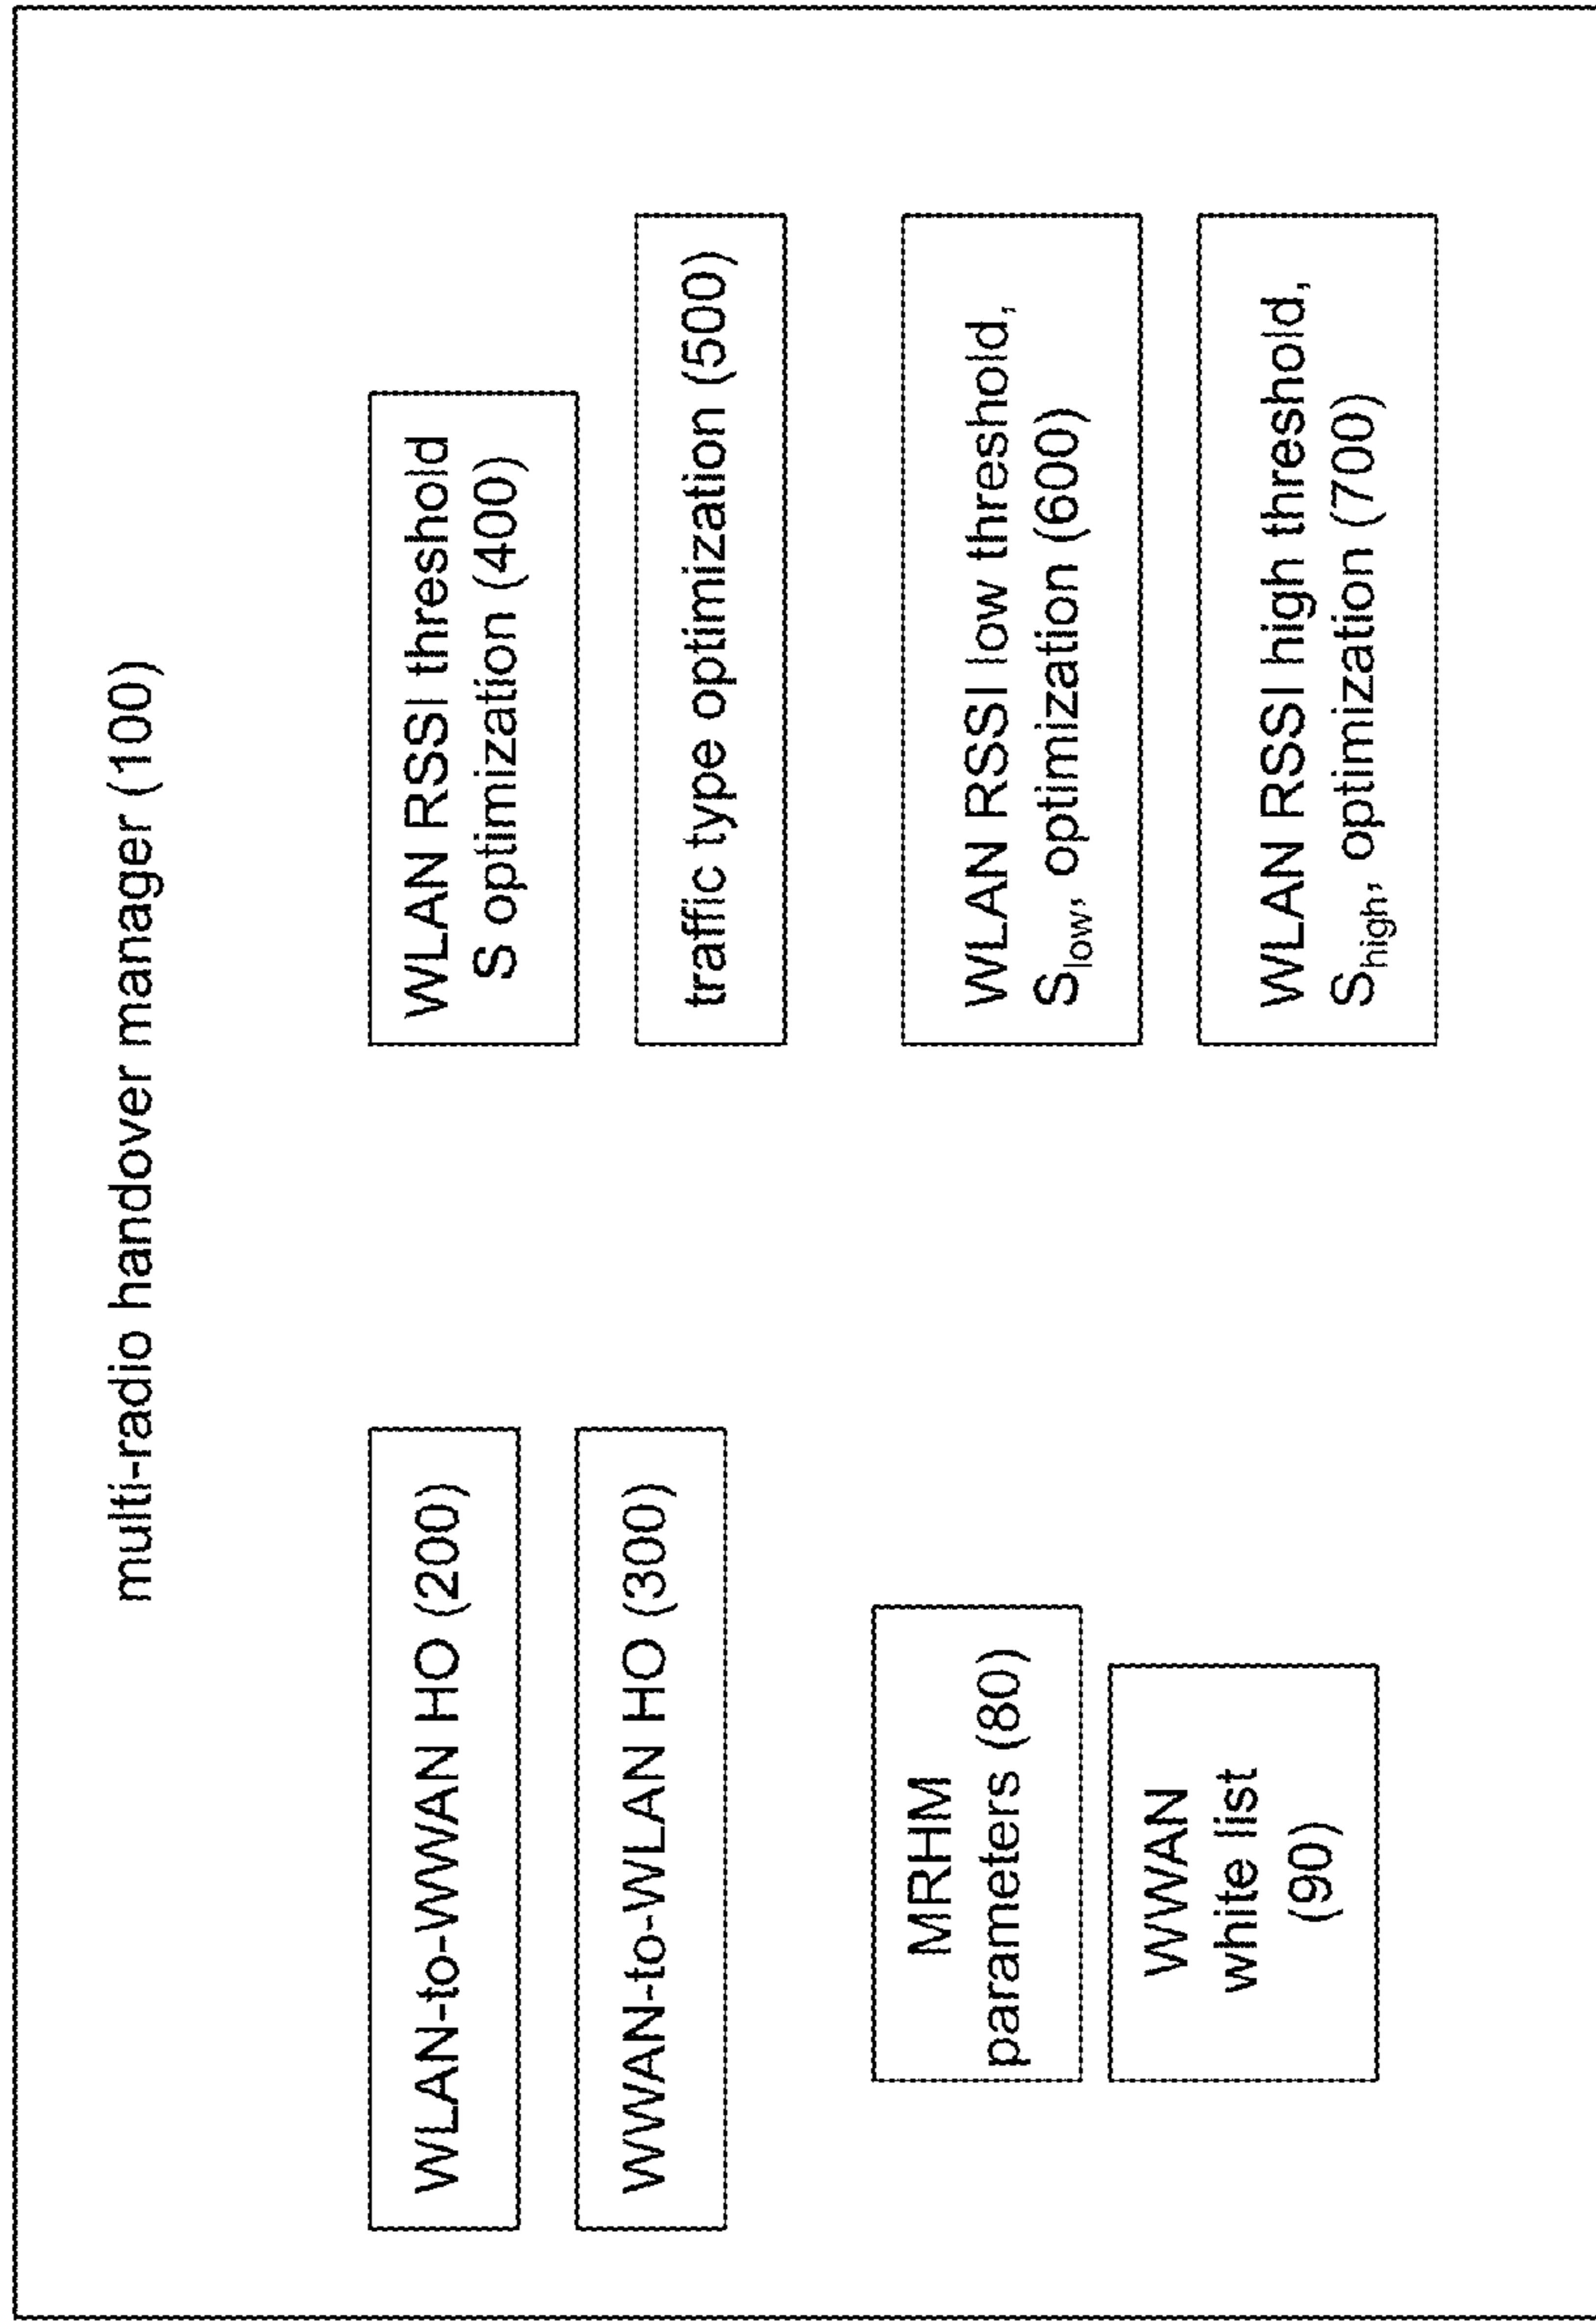 multi-radio handover manager (100)
WLAN-to-WWAN HO (200)
WWAN-to-WLAN HO (300)
MRHM
parameters (80)
WWAN
white list
(90)
WLAN RSSI threshold
S optimization (400)
traffic type optimization (500)
WLAN RSSI low threshold,
Slow, optimization (600)
WLAN RSSI high threshold,
Shigh, optimization (700)